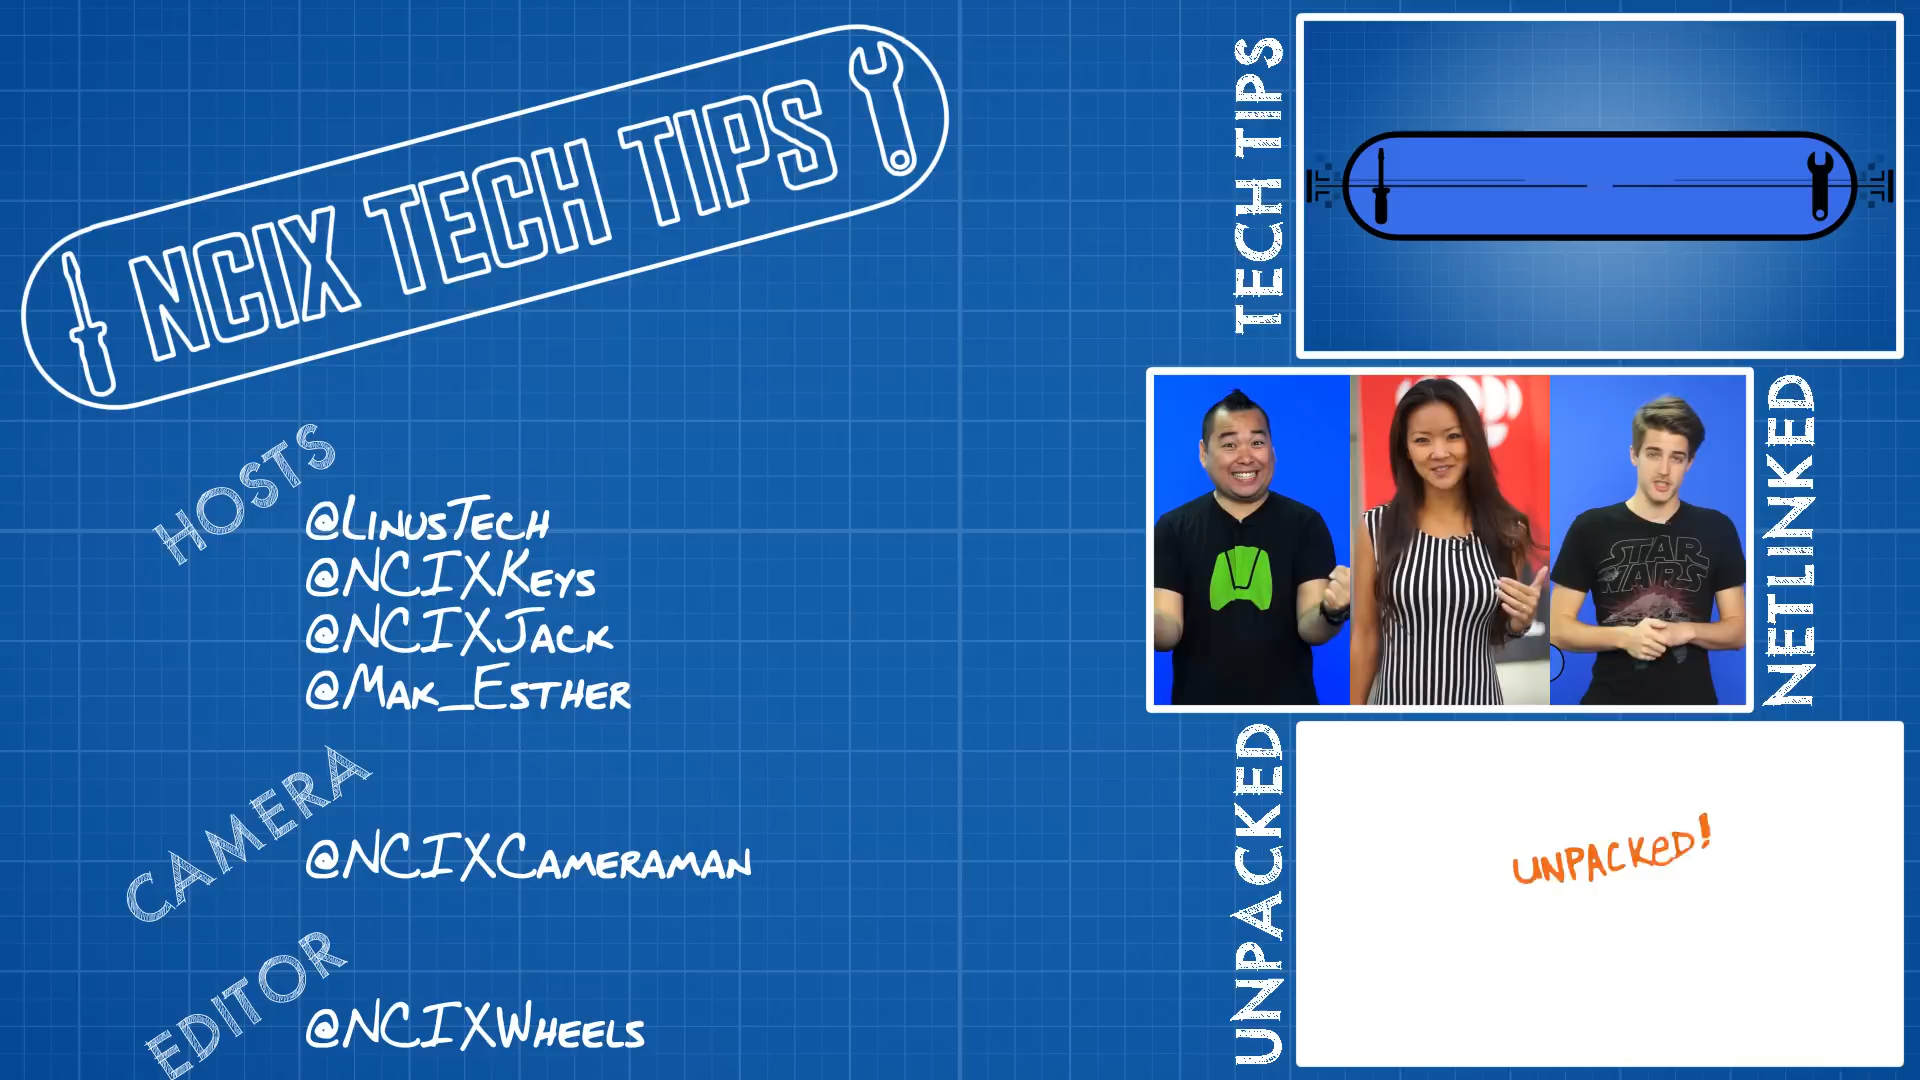 NCIX TECH TIPS
HOSTS
@LinusTech
@NCIXKeys
@NCIXJack
@Mak_Esther
CAMERA
@NCIXCameraman
EDITOR
@NCIXWheels
TECH TIPS
NETLINKED
STAR
WARS
UNPACKED
UNPACKeD!